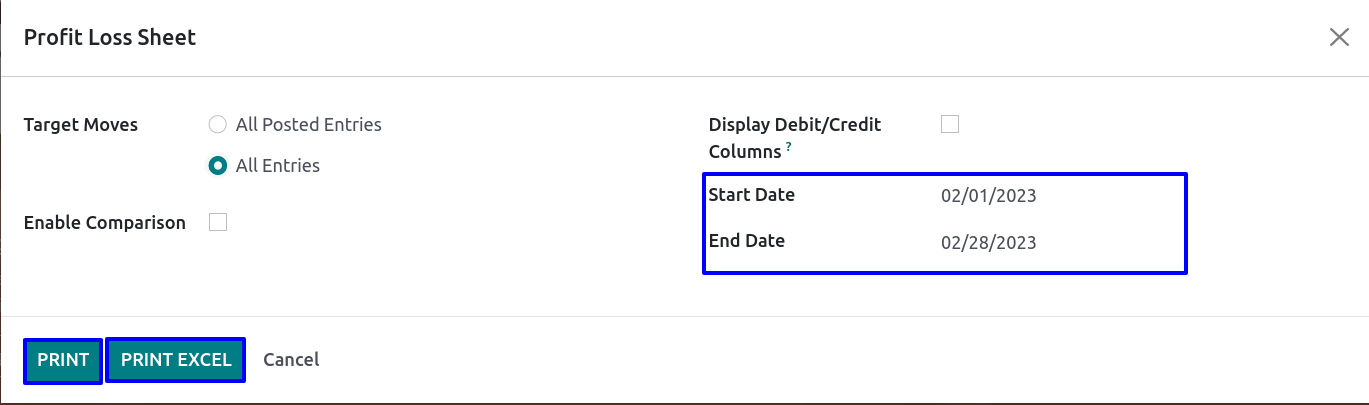 Profit Loss Sheet
Target Moves
All Posted Entries
All Entries
Enable Comparison
Display Debit/Credit
Columns ?
Start Date 02/01/2023
End Date 02/28/2023
PRINT PRINT EXCEL Cancel